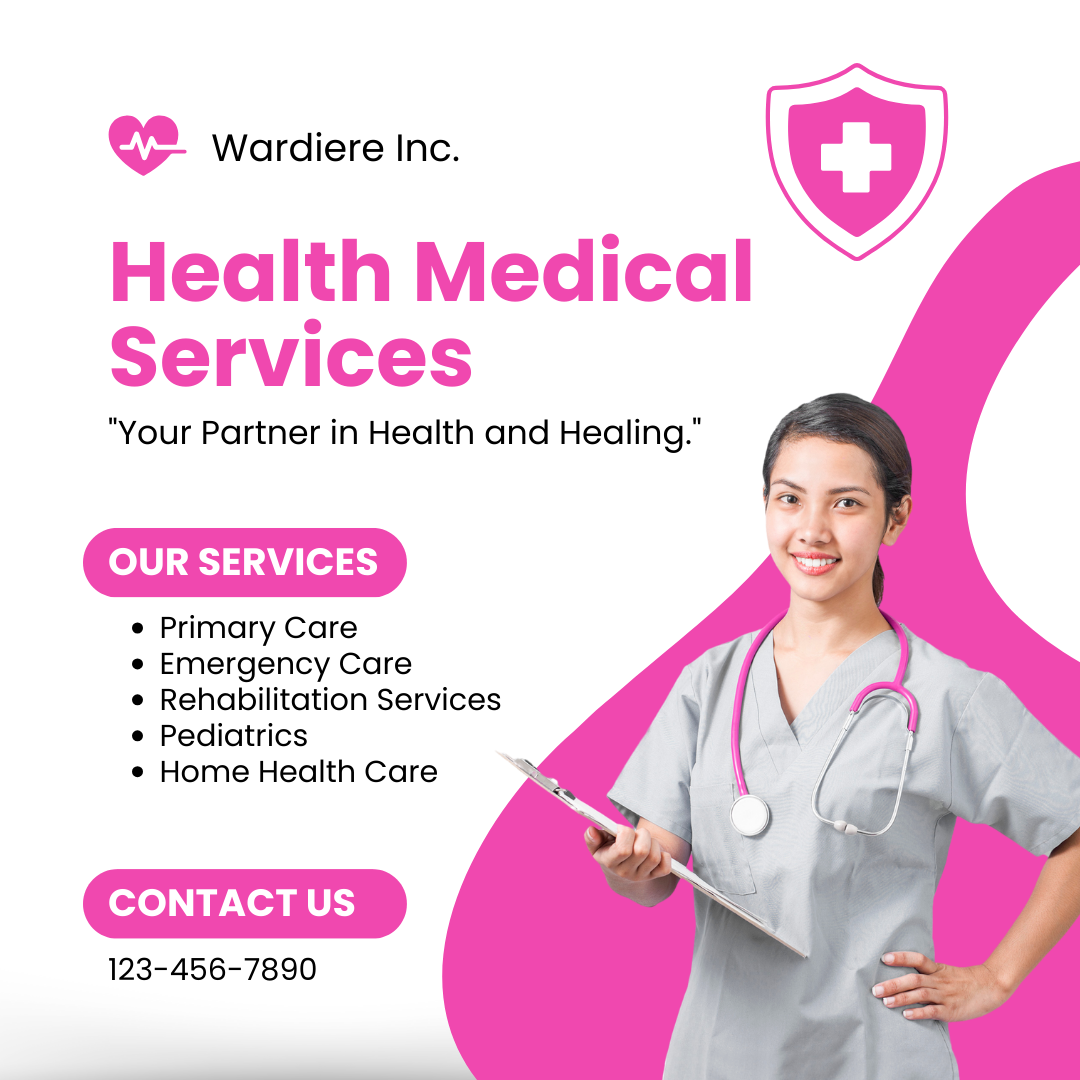 Wardiere Inc.
Health Medical
Services
"Your Partner in Health and Healing."
OUR SERVICES
• Primary Care
• Emergency Care
• Rehabilitation Services
• Pediatrics
• Home Health Care
CONTACT US
123-456-7890